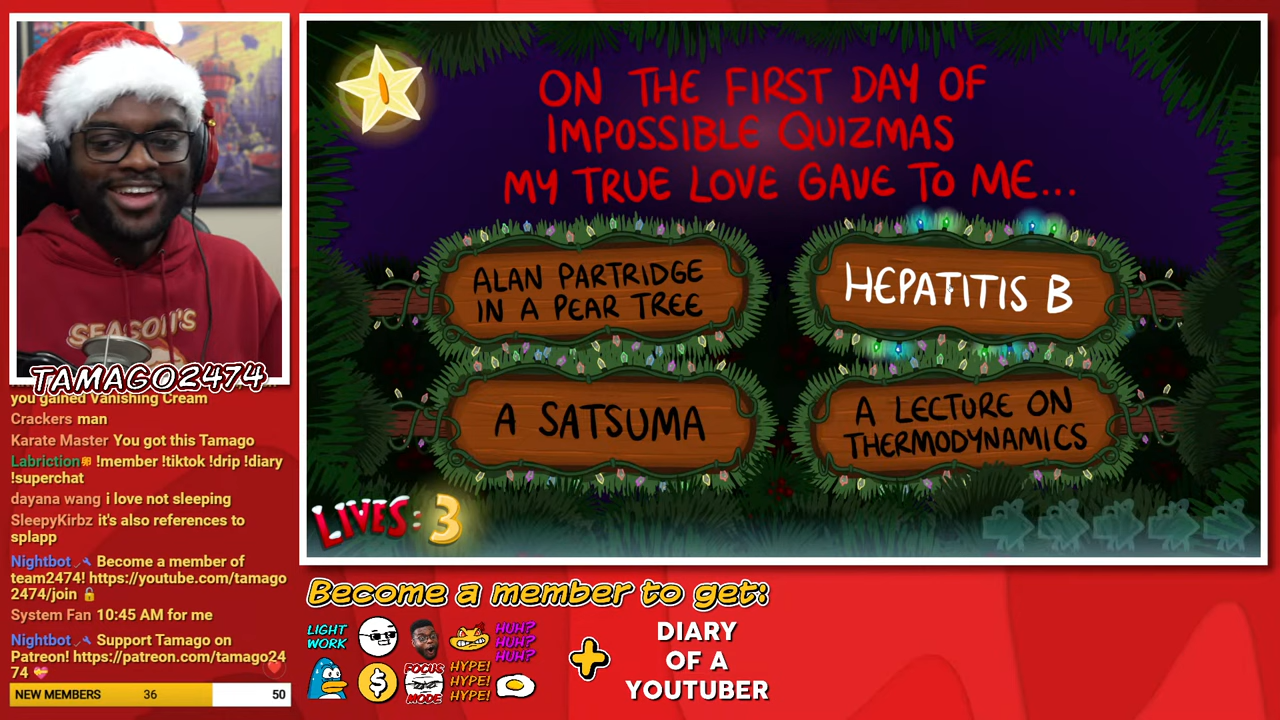 SEASON'S
TAMAGO2474
you gained Vanishing Cream
Crackers man
Karate Master You got this Tamago
Labriction !member !tiktok !drip !diary
!superchat
dayana wang i love not sleeping
SleepyKirbz it's also references to
splapp
Nightbot Become a member of
team2474! https://youtube.com/tamago
2474/join
System Fan 10:45 AM for me
Nightbot Support Tamago on
Patreon! https://patreon.com/tamago24
74
NEW MEMBERS 36 50
1
ON THE FIRST DAY OF
IMPOSSIBLE QUIZMAS
MY TRUE LOVE GAVE TO ME...
ALAN PARTRIDGE
IN A PEAR TREE
HEPATITIS B
A SATSUMA
A LECTURE ON
THERMODYNAMICS
LIVES: 3
Become a member to get:
LIGHT
WORK
HUH?
HUH?
HUH?
$
FOCUS
MODE
HYPE!
HYPE!
HYPE!
+
DIARY
OF A
YOUTUBER